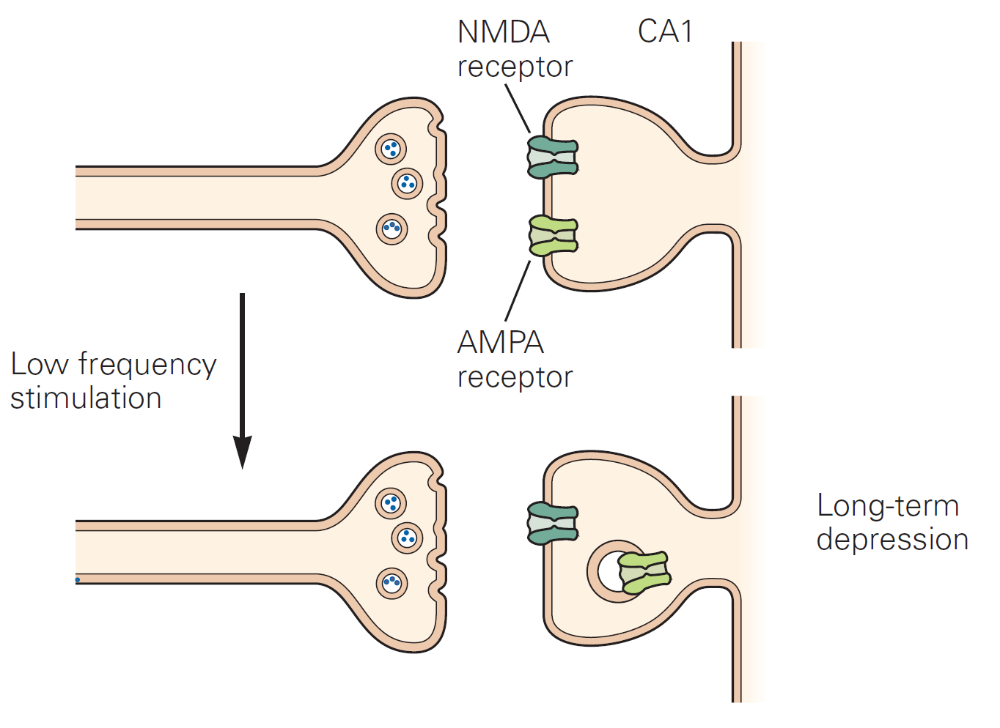 NMDA
receptor
CA1
AMPA
receptor
Low frequency
stimulation
Long-term
depression